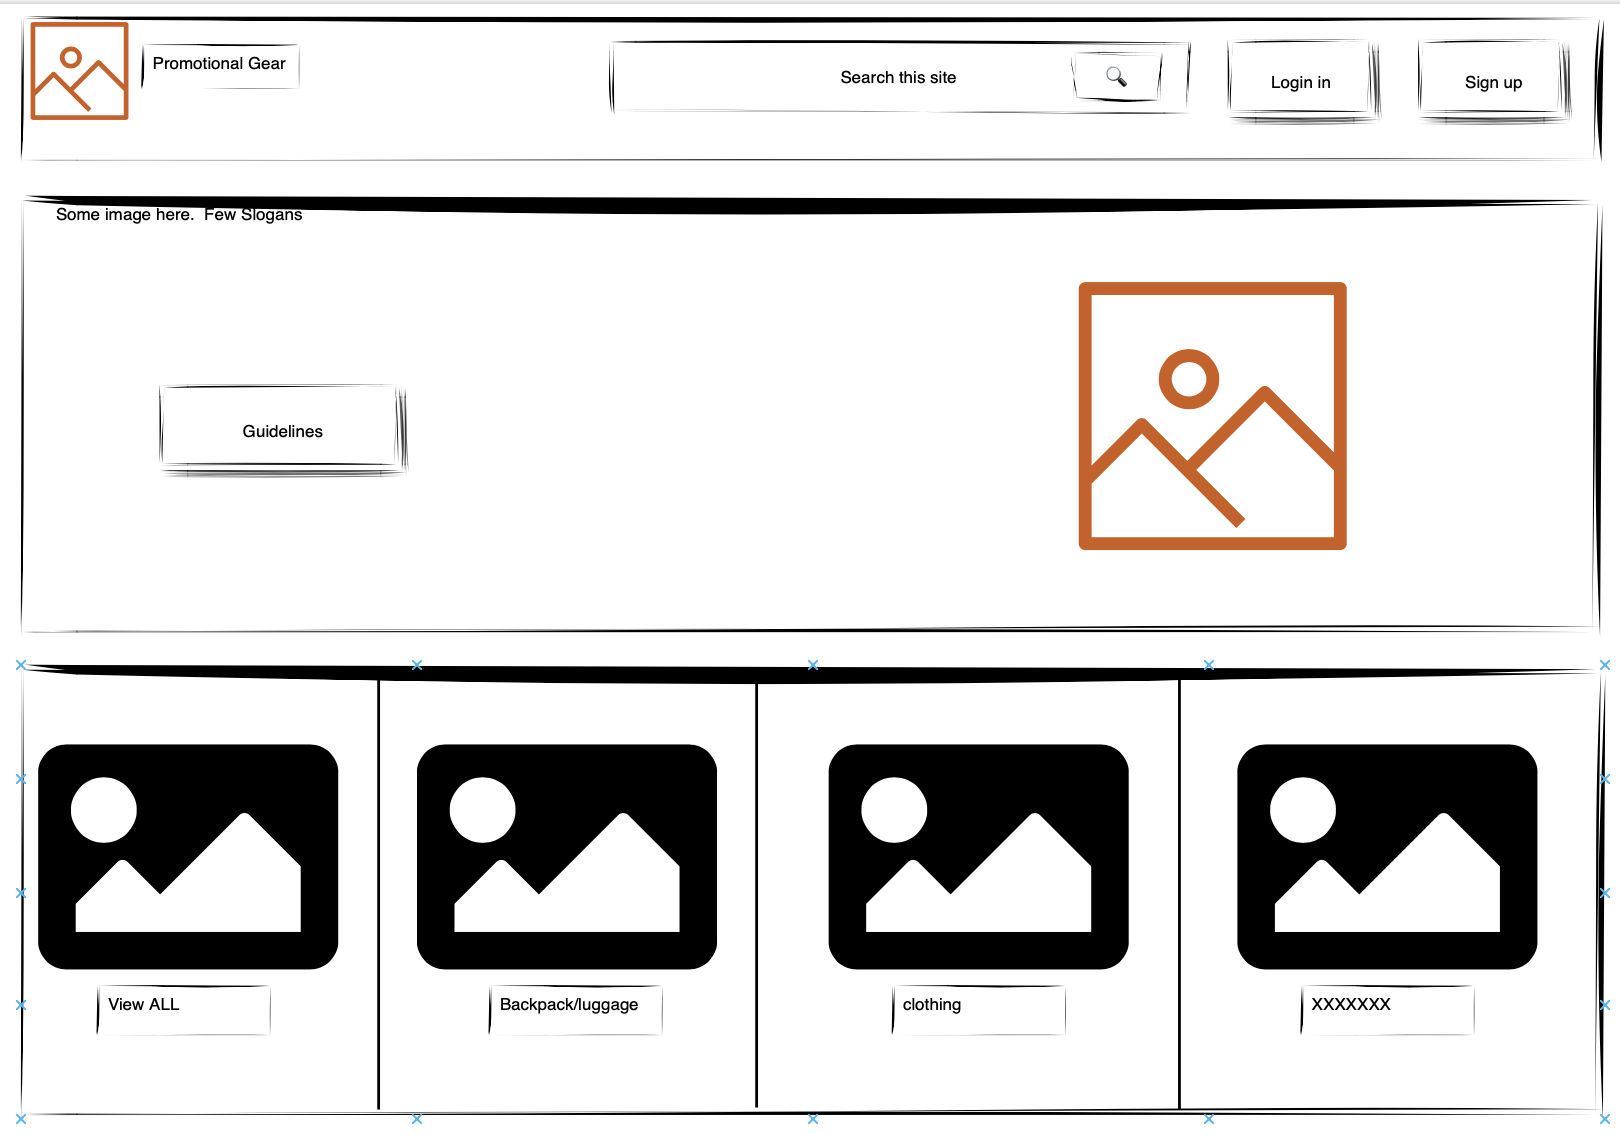 Promotional Gear
Search this site
Login in
Sign up
Some image here.  Few Slogans
Guidelines
View ALL
Backpack/luggage
clothing
XXXXXXX